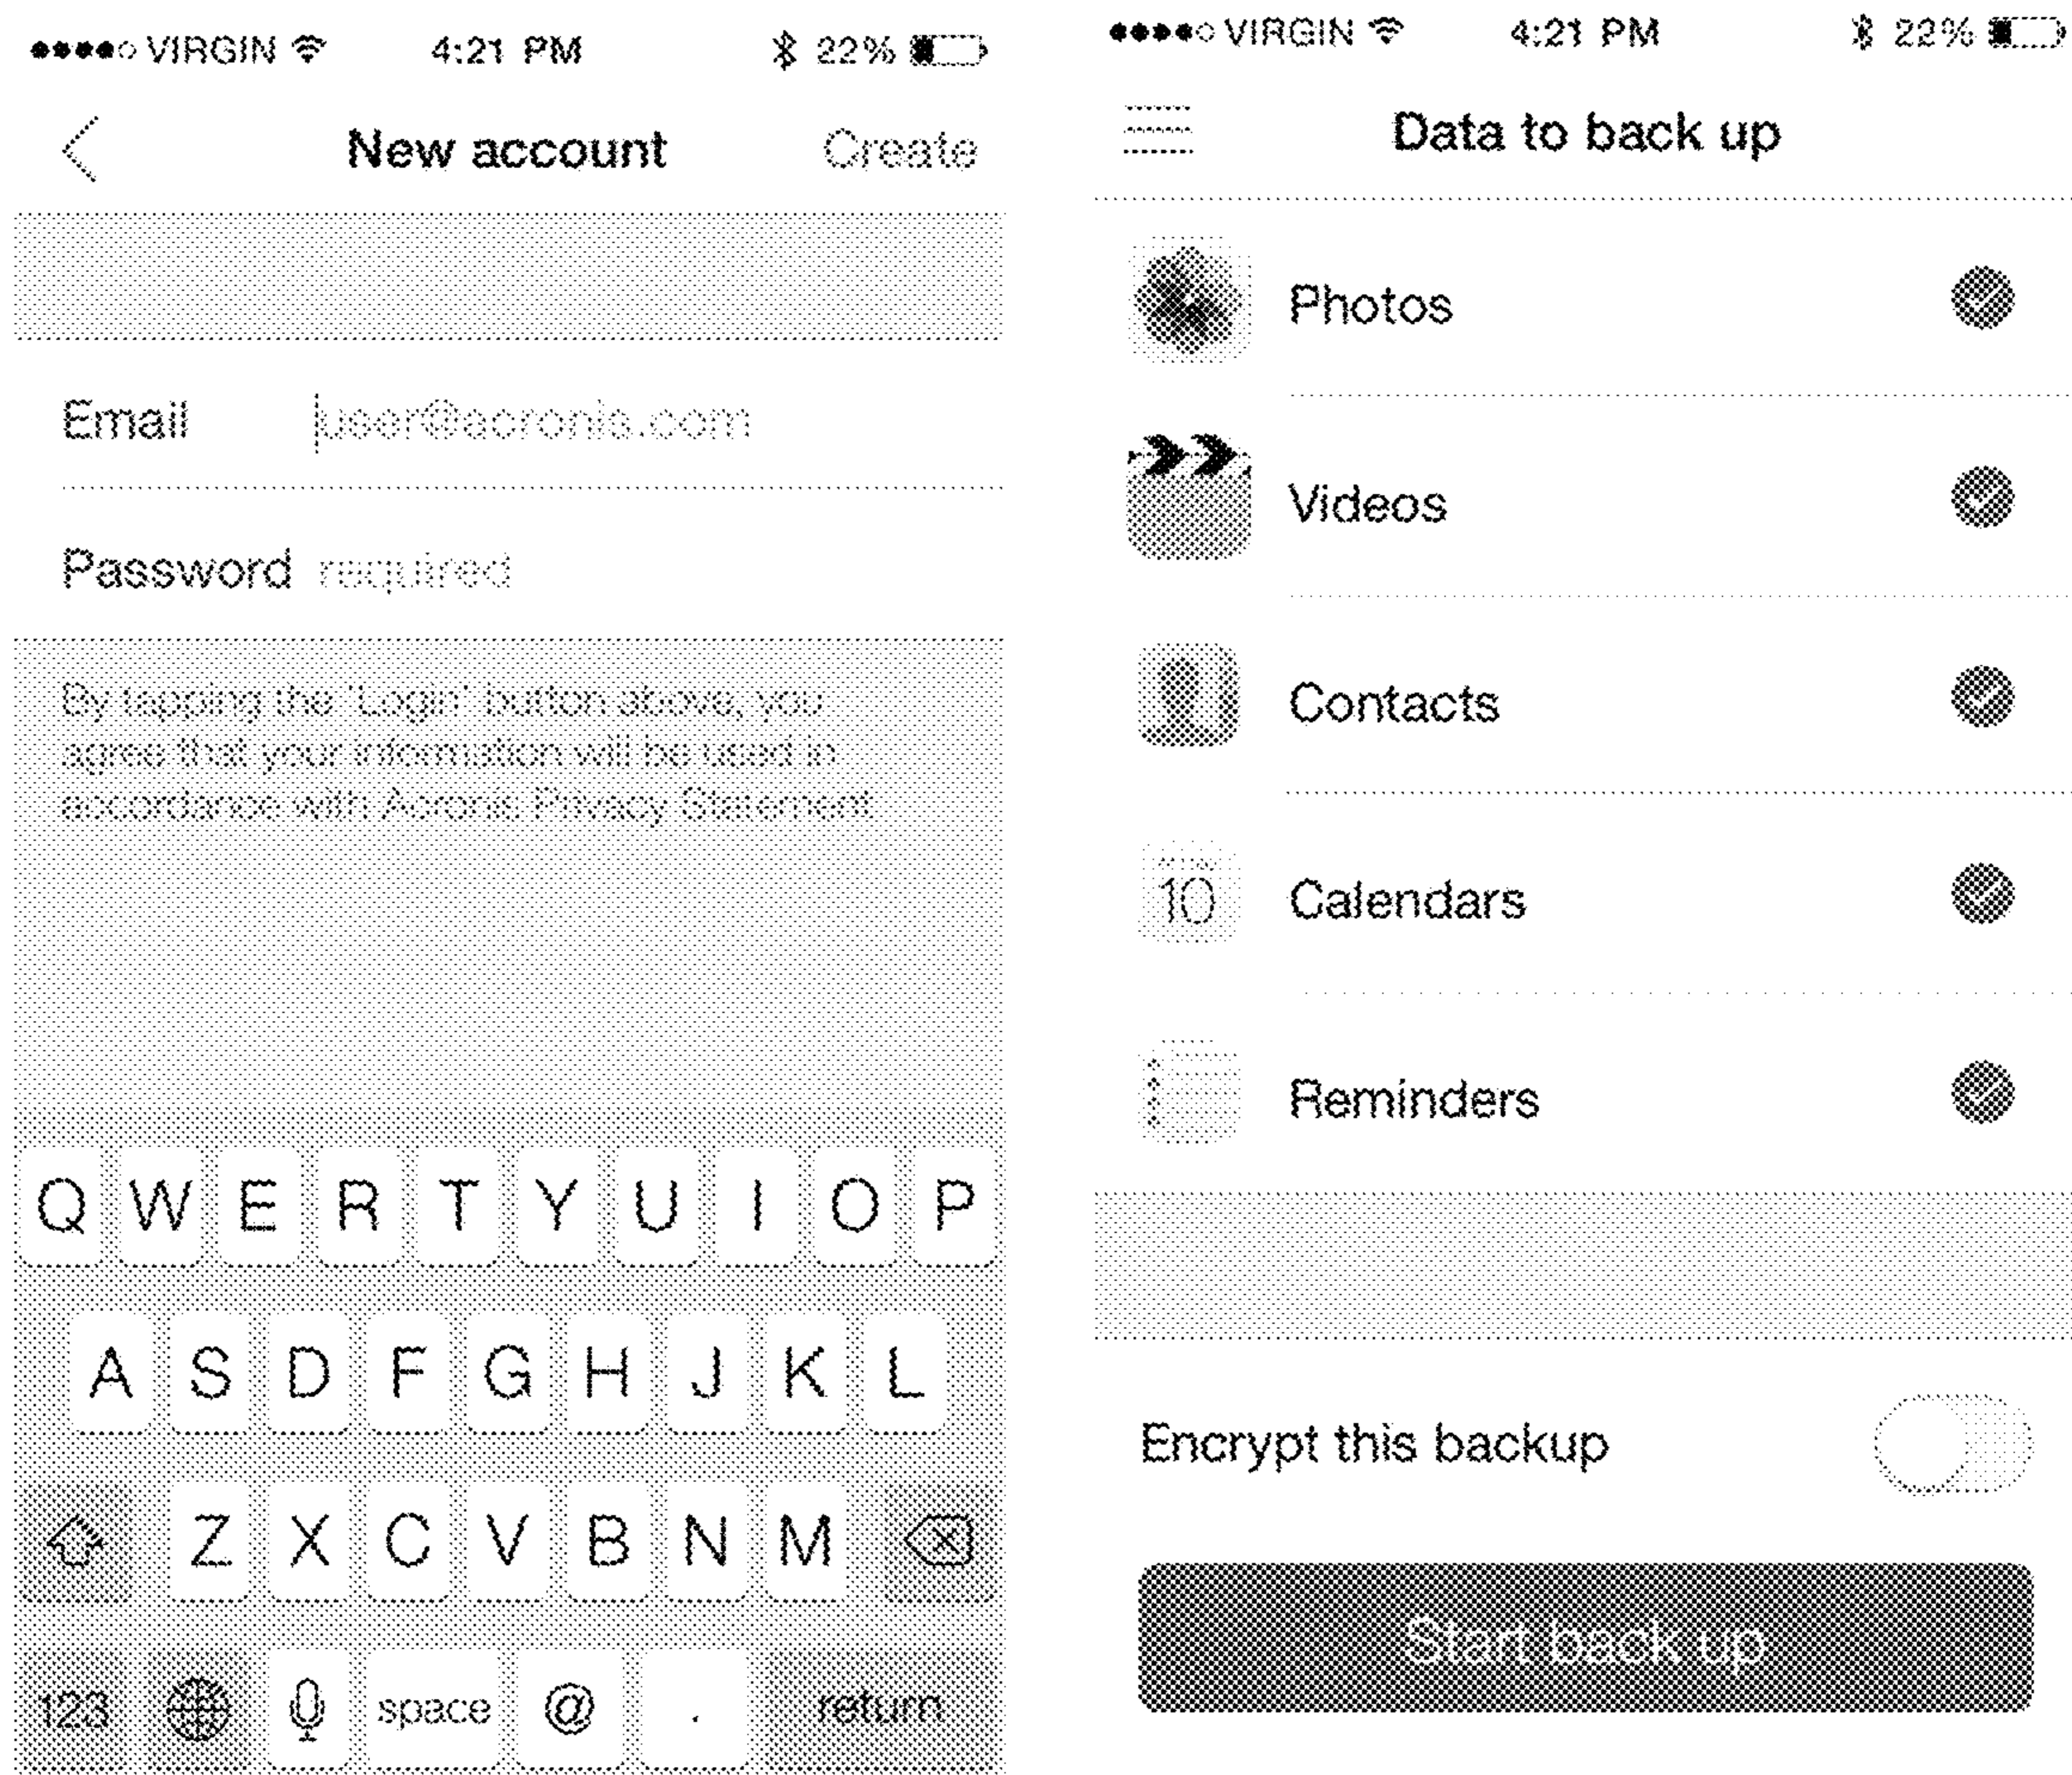 VIRGIN 4:21 PM 22%
New account Create
Email user@acronis.com
Password required
By tapping the 'Login' button above, you
agree that your information will be used in
accordance with Acronis Privacy Statement
Q W E R T Y U I O P
A S D F G H J K L
Z X C V B N M
123 space @ . return
VIRGIN 4:21 PM 22%
Data to back up
Photos
Videos
Contacts
10 Calendars
Reminders
Encrypt this backup
Start back up